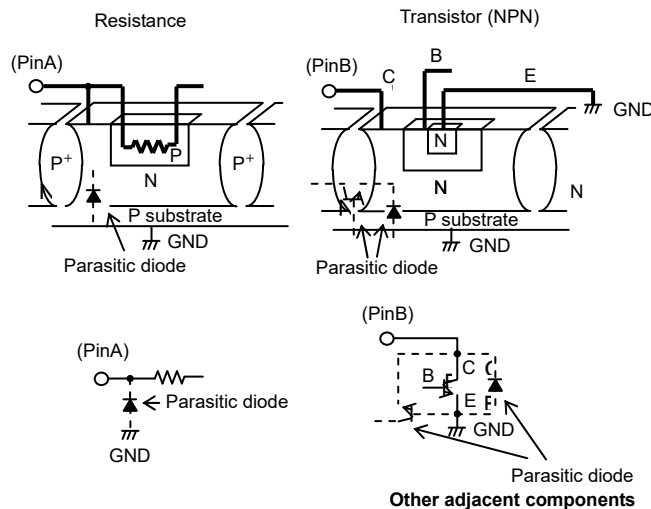 Resistance
Transistor (NPN)
(PinA)
(PinB)
C
B
E
GND
P+
P
P+
N
N
N
N
P substrate
P substrate
GND
GND
Parasitic diode
Parasitic diode
(PinA)
Parasitic diode
GND
(PinB)
C
B
E
GND
Parasitic diode
Other adjacent components